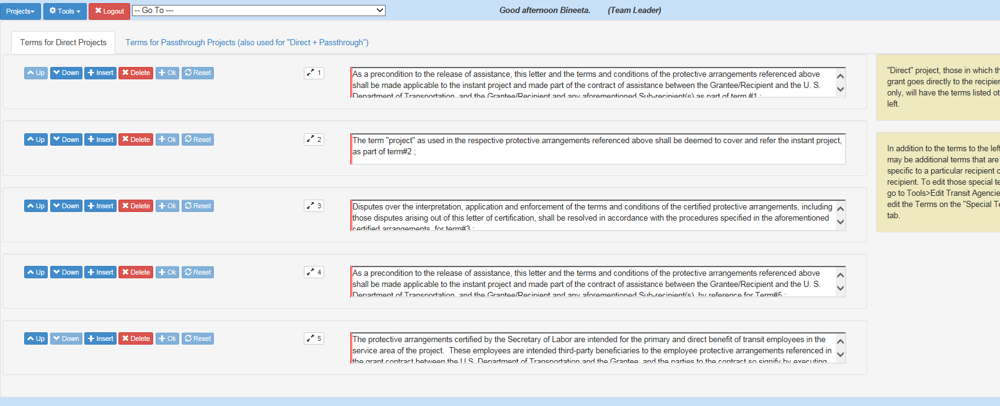 Projects Tools Logout -- Go To --- Good afternoon Bineeta. (Team Leader)
Terms for Direct Projects Terms for Passthrough Projects (also used for "Direct + Passthrough")
Up Down Insert Delete Ok Reset 1
As a precondition to the release of assistance, this letter and the terms and conditions of the protective arrangements referenced above
shall be made applicable to the instant project and made part of the contract of assistance between the Grantee/Recipient and the U. S.
Department of Transportation, and the Grantee/Recipient and any aforementioned Sub-recipient(s) as part of term #1 ;
Up Down Insert Delete Ok Reset 2
The term "project" as used in the respective protective arrangements referenced above shall be deemed to cover and refer the instant project,
as part of term#2 ;
Up Down Insert Delete Ok Reset 3
Disputes over the interpretation, application and enforcement of the terms and conditions of the certified protective arrangements, including
those disputes arising out of this letter of certification, shall be resolved in accordance with the procedures specified in the aforementioned
certified arrangements, for term#3 ;
Up Down Insert Delete Ok Reset 4
As a precondition to the release of assistance, this letter and the terms and conditions of the protective arrangements referenced above
shall be made applicable to the instant project and made part of the contract of assistance between the Grantee/Recipient and the U. S.
Department of Transportation, and the Grantee/Recipient and any aforementioned Sub-recipient(s), by reference for Term#5 ;
Up Down Insert Delete Ok Reset 5
The protective arrangements certified by the Secretary of Labor are intended for the primary and direct benefit of transit employees in the
service area of the project.  These employees are intended third-party beneficiaries to the employee protective arrangements referenced in
the grant contract between the U.S. Department of Transportation and the Grantee, and the parties to the contract so signify by executing
"Direct" project, those in which
grant goes directly to the
only, will have the terms listed
left.
In addition to the terms to the
may be additional terms that are
specific to a particular recipient
recipient. To edit those special
go to Tools>Edit Transit
edit the Terms on the "Special
tab.